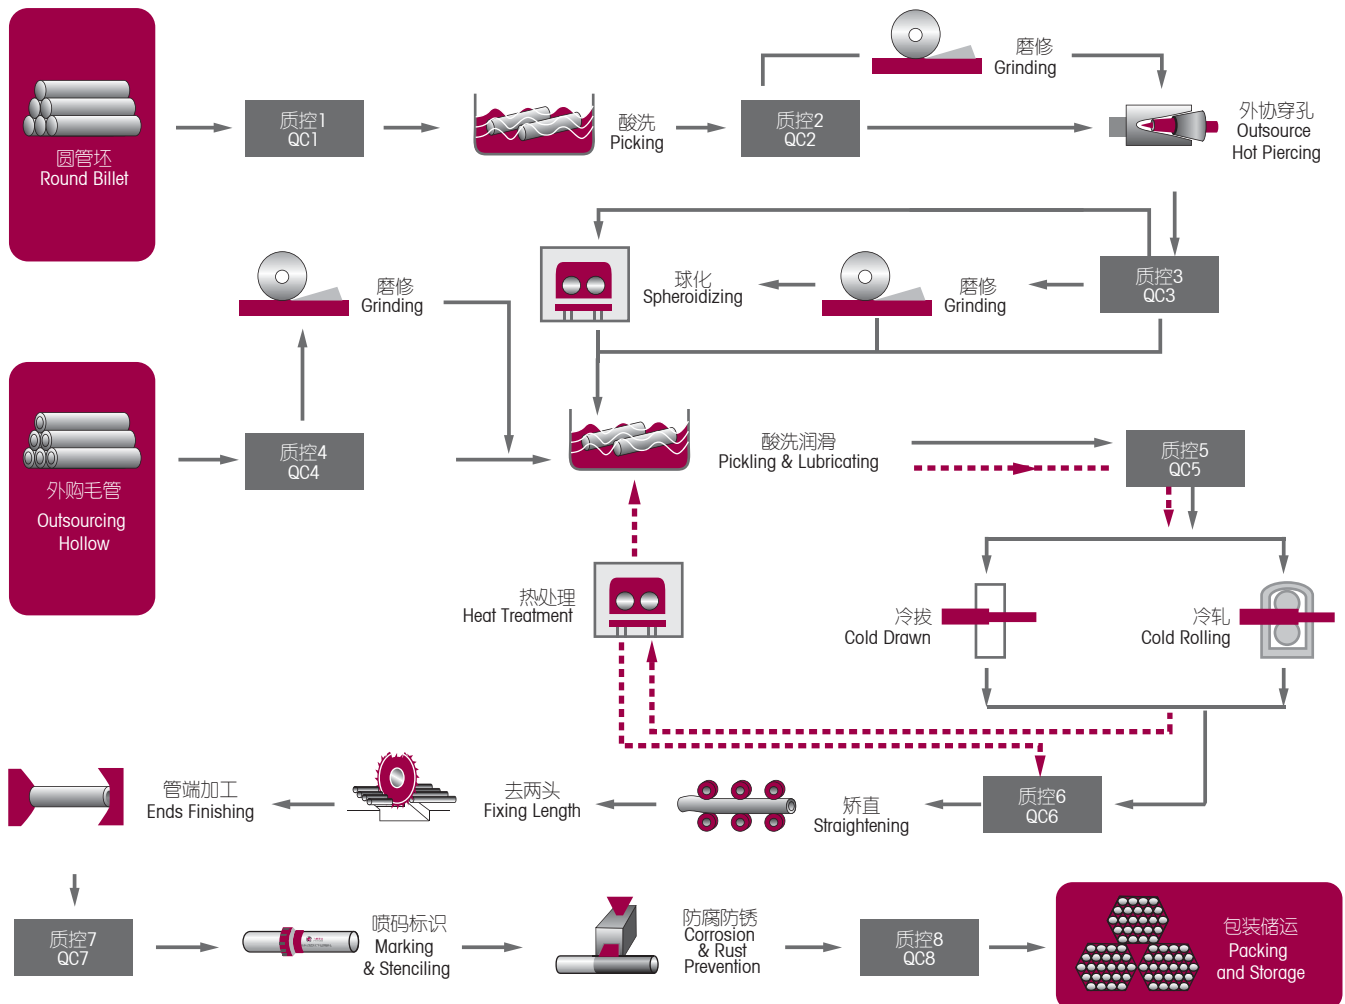 圆管坯
Round Billet
质控1
QC1
酸洗
Picking
质控2
QC2
磨修
Grinding
外协穿孔
Outsource
Hot Piercing
磨修
Grinding
球化
Spheroidizing
磨修
Grinding
质控3
QC3
外购毛管
Outsourcing
Hollow
质控4
QC4
酸洗润滑
Pickling & Lubricating
质控5
QC5
热处理
Heat Treatment
冷拔
Cold Drawn
冷轧
Cold Rolling
管端加工
Ends Finishing
去两头
Fixing Length
矫直
Straightening
质控6
QC6
质控7
QC7
喷码标识
Marking
& Stenciling
防腐防锈
Corrosion
& Rust
Prevention
质控8
QC8
包装储运
Packing
and Storage